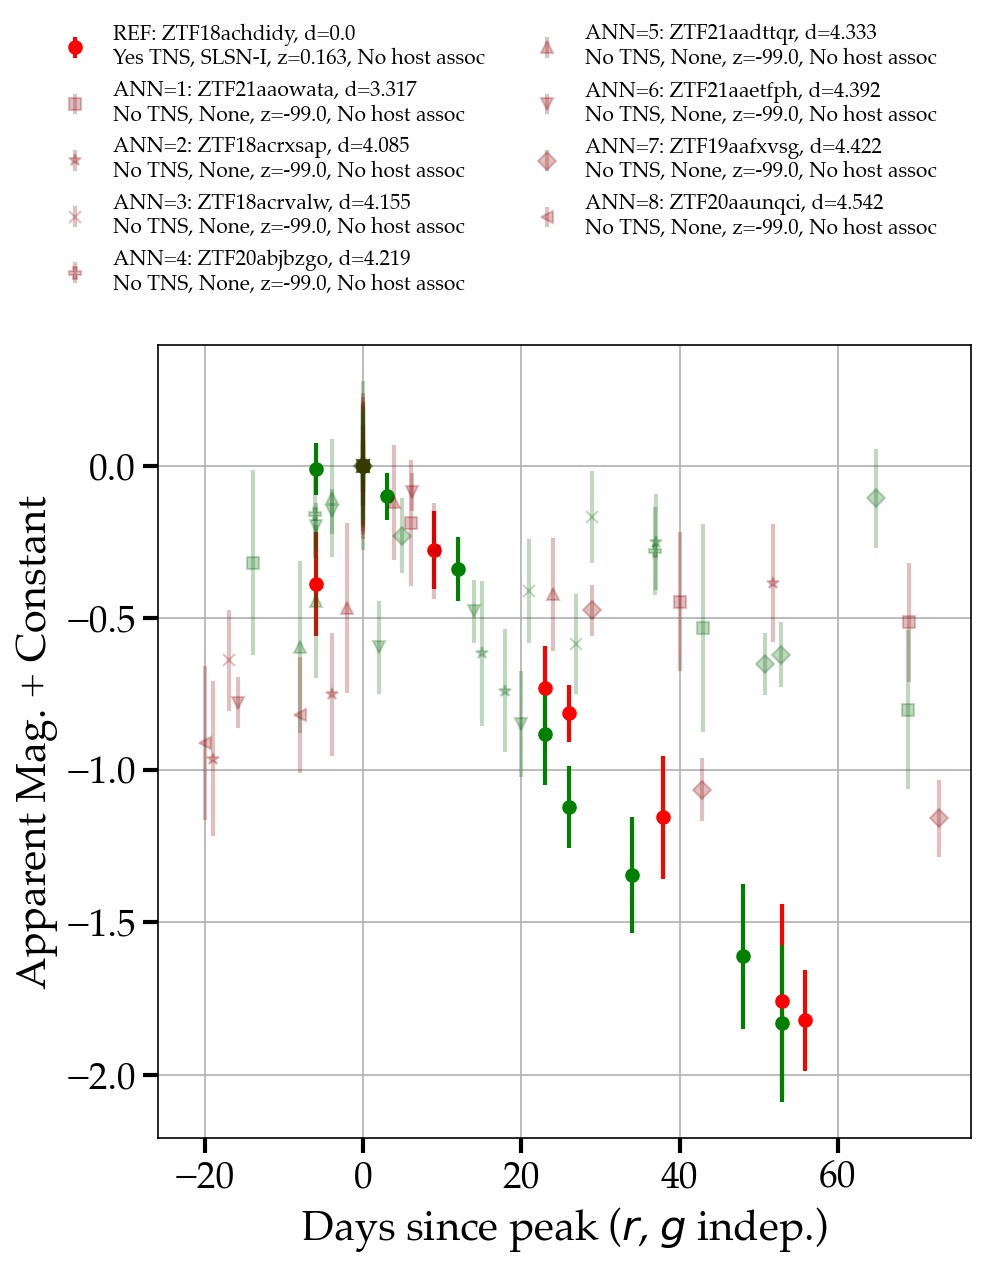 REF: ZTF18achdidy, d=0.0
Yes TNS, SLSN-I, z=0.163, No host assoc
ANN=1: ZTF21aaowata, d=3.317
No TNS, None, z=-99.0, No host assoc
ANN=2: ZTF18acrxsap, d=4.085
No TNS, None, z=-99.0, No host assoc
ANN=3: ZTF18acrvalw, d=4.155
No TNS, None, z=-99.0, No host assoc
ANN=4: ZTF20abjbzgo, d=4.219
No TNS, None, z=-99.0, No host assoc
ANN=5: ZTF21aadttqr, d=4.333
No TNS, None, z=-99.0, No host assoc
ANN=6: ZTF21aaetfph, d=4.392
No TNS, None, z=-99.0, No host assoc
ANN=7: ZTF19aafxvsg, d=4.422
No TNS, None, z=-99.0, No host assoc
ANN=8: ZTF20aaunqci, d=4.542
No TNS, None, z=-99.0, No host assoc
Apparent Mag. + Constant
0.0
−0.5
−1.0
−1.5
−2.0
−20 0 20 40 60
Days since peak (r, g indep.)